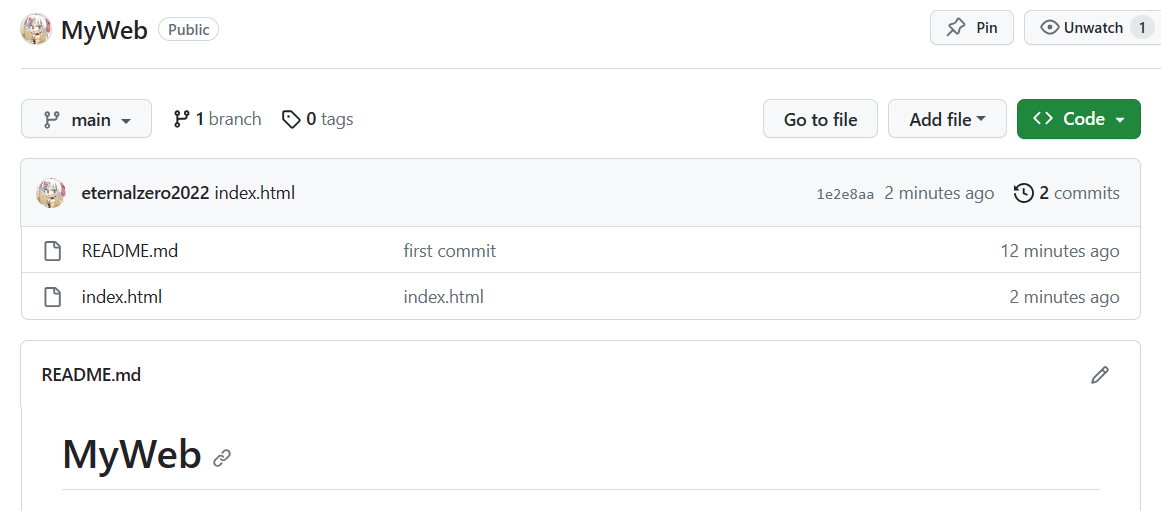 MyWeb Public Pin Unwatch 1
main 1 branch 0 tags Go to file Add file <> Code
eternalzero2022 index.html 1e2e8aa 2 minutes ago 2 commits
README.md first commit 12 minutes ago
index.html index.html 2 minutes ago
README.md
MyWeb